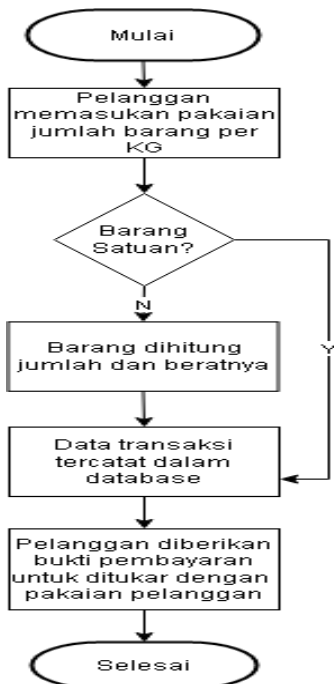 Mulai
Pelanggan
memasukan pakaian
jumlah barang per
KG
Barang
Satuan?
N
Y
Barang dihitung
jumlah dan beratnya
Data transaksi
tercatat dalam
database
Pelanggan diberikan
bukti pembayaran
untuk ditukar dengan
pakaian pelanggan
Selesai